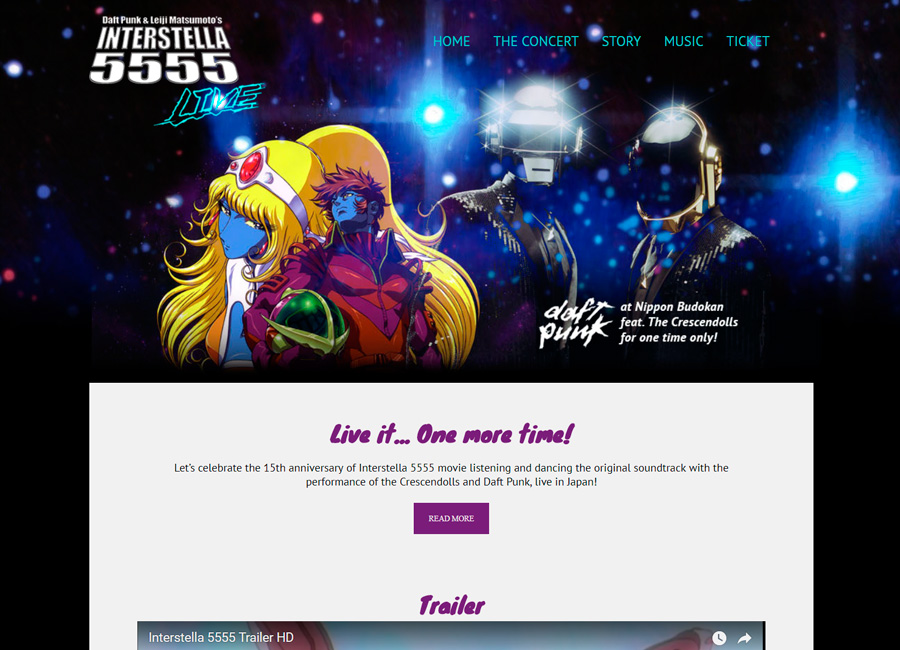 Daft Punk & Leiji Matsumoto's
INTERSTELLA
5555
LIVE
HOME THE CONCERT STORY MUSIC TICKET
daft
punk
at Nippon Budokan
feat. The Crescendolls
for one time only!
Live it... One more time!
Let's celebrate the 15th anniversary of Interstella 5555 movie listening and dancing the original soundtrack with the
performance of the Crescendolls and Daft Punk, live in Japan!
READ MORE
Trailer
Interstella 5555 Trailer HD